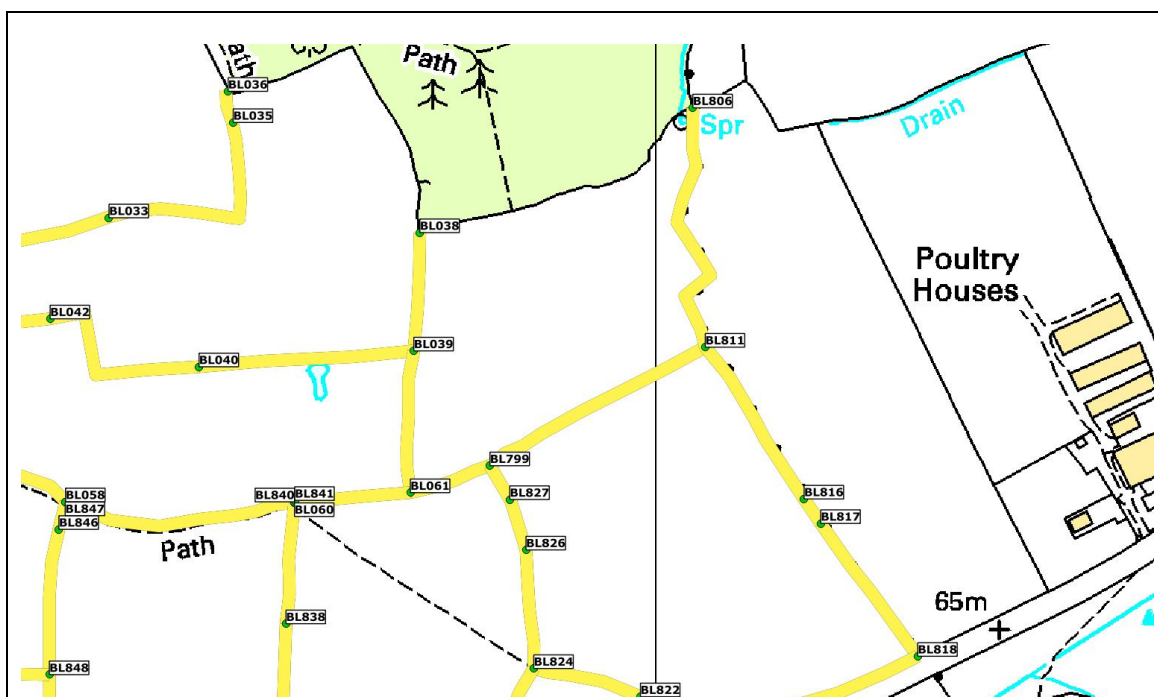 Path
Path
BL036
BL035
BL806
Spr
Drain
BL033
BL038
Poultry
Houses
BL042
BL039
BL811
BL040
BL799
BL058
BL847
BL846
BL840
BL841
BL060
BL061
BL827
BL816
BL817
Path
BL826
65m
BL838
BL848
BL824
BL818
BL822